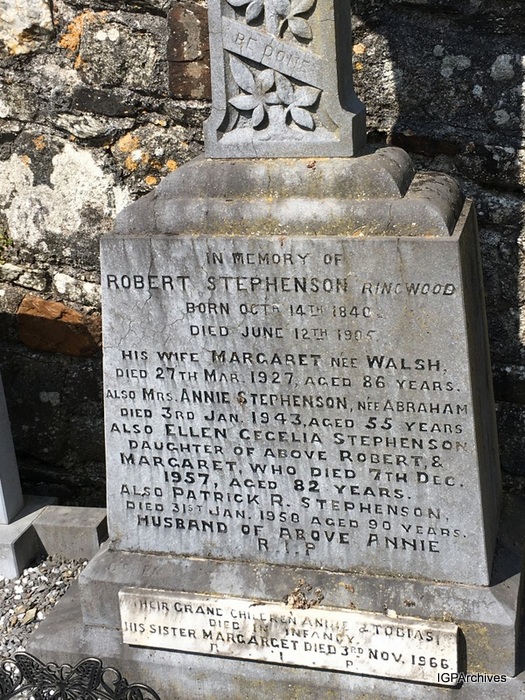 BE DONE
IN MEMORY OF
ROBERT STEPHENSON RINGWOOD
BORN OCTR 14TH 1840.
DIED JUNE 12TH 1905.
HIS WIFE MARGARET NÉE WALSH,
DIED 27TH MAR. 1927, AGED 86 YEARS.
ALSO MRS. ANNIE STEPHENSON, NÉE ABRAHAM
DIED 3RD JAN. 1943, AGED 55 YEARS
ALSO ELLEN CECELIA STEPHENSON
DAUGHTER OF ABOVE ROBERT, &
MARGARET, WHO DIED 7TH DEC.
1957, AGED 82 YEARS.
ALSO PATRICK R. STEPHENSON,
DIED 31ST JAN. 1958 AGED 90 YEARS.
HUSBAND OF ABOVE ANNIE
R.I.P
THEIR GRAND CHILDREN ANNIE & TOBIAS
DIED IN INFANCY
HIS SISTER MARGARET DIED 3RD NOV. 1966.
R I P
IGPArchives